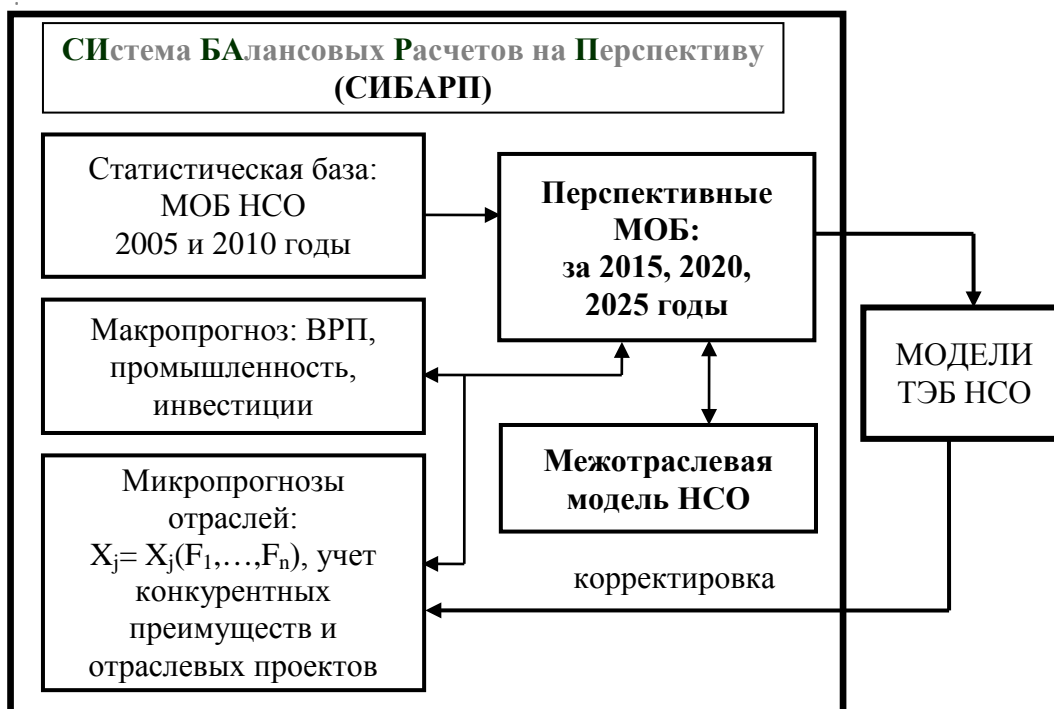 СИстема БАлансовых Расчетов на Перспективу
(СИБАРП)
Статистическая база:
МОБ НСО
2005 и 2010 годы
Перспективные
МОБ:
за 2015, 2020,
2025 годы
Макропрогноз: ВРП,
промышленность,
инвестиции
МОДЕЛИ
ТЭБ НСО
Межотраслевая
модель НСО
Микропрогнозы
отраслей:
Xj= Xj(F1,…,Fn), учет
конкурентных
преимуществ и
отраслевых проектов
корректировка